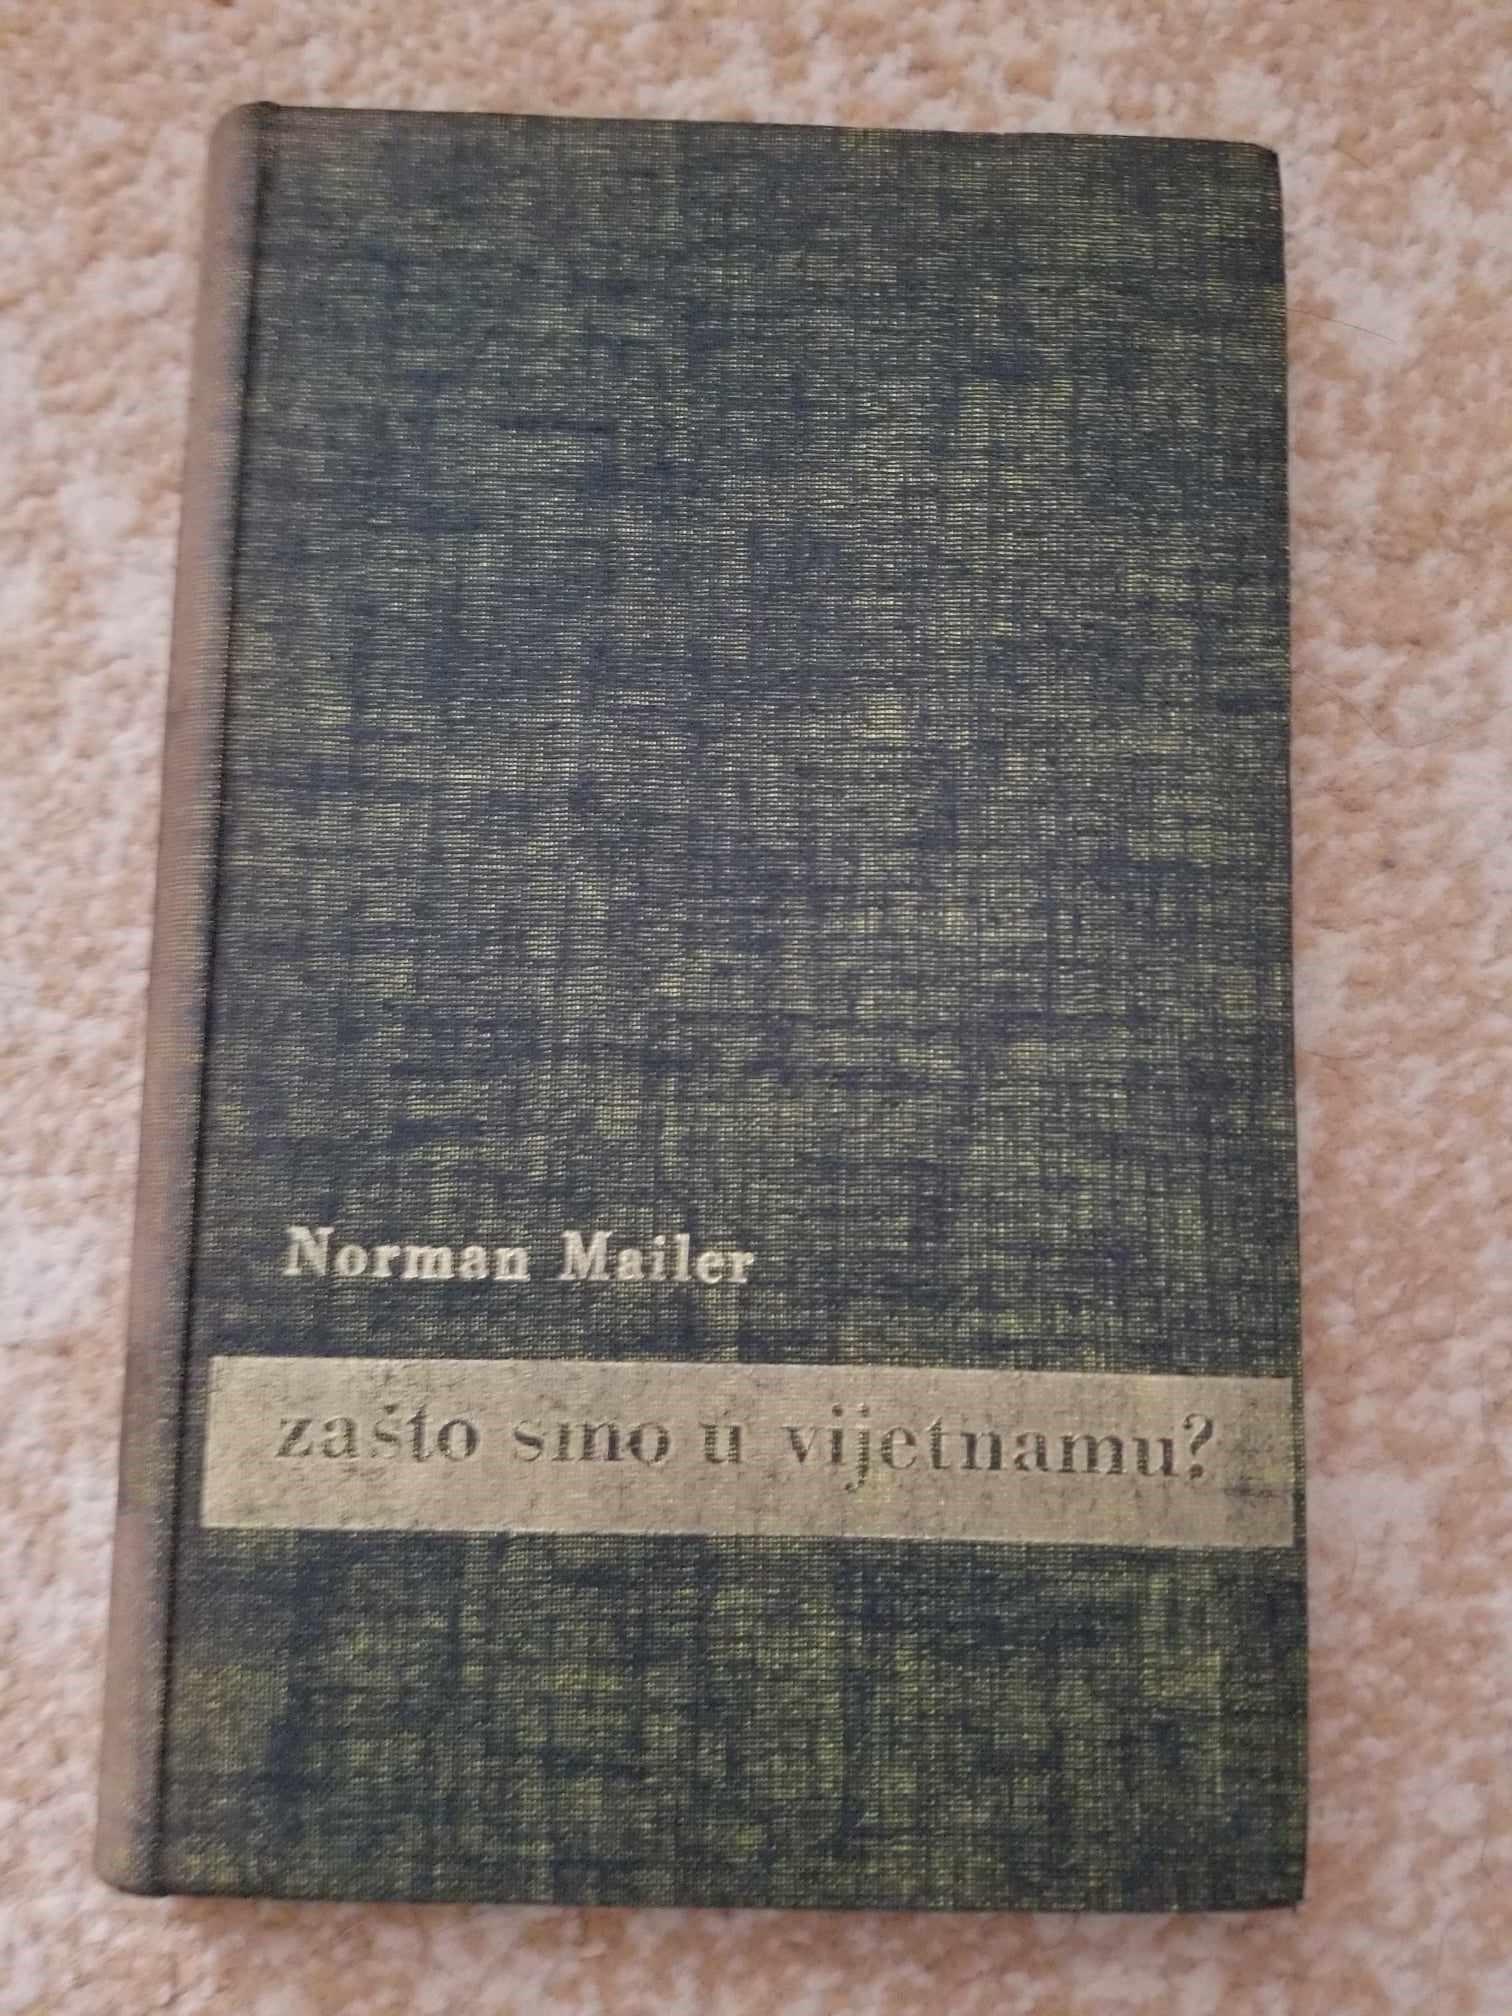 Norman Mailer
zašto smo u vijetnamu?